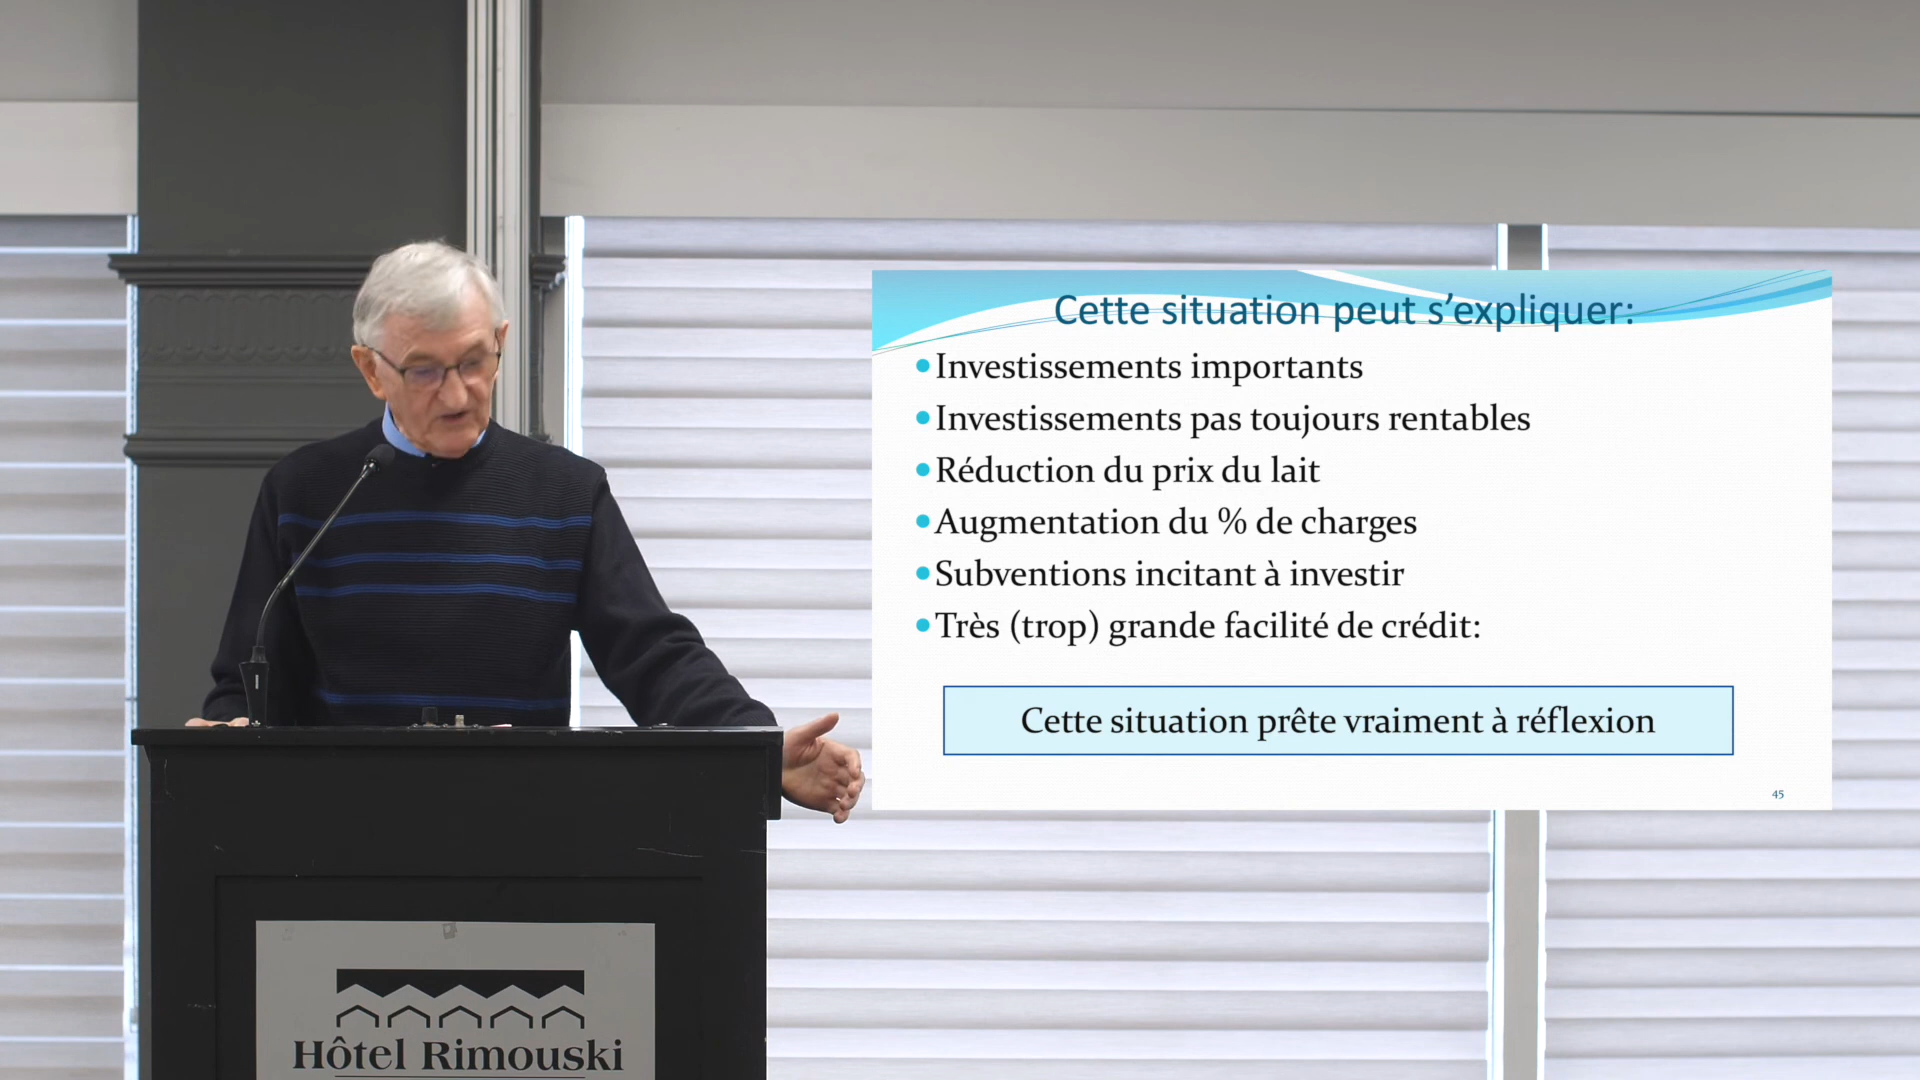 Cette situation peut s’expliquer:
Investissements importants
Investissements pas toujours rentables
Réduction du prix du lait
Augmentation du % de charges
Subventions incitant à investir
Très (trop) grande facilité de crédit:
Cette situation prête vraiment à réflexion
45
Hôtel Rimouski